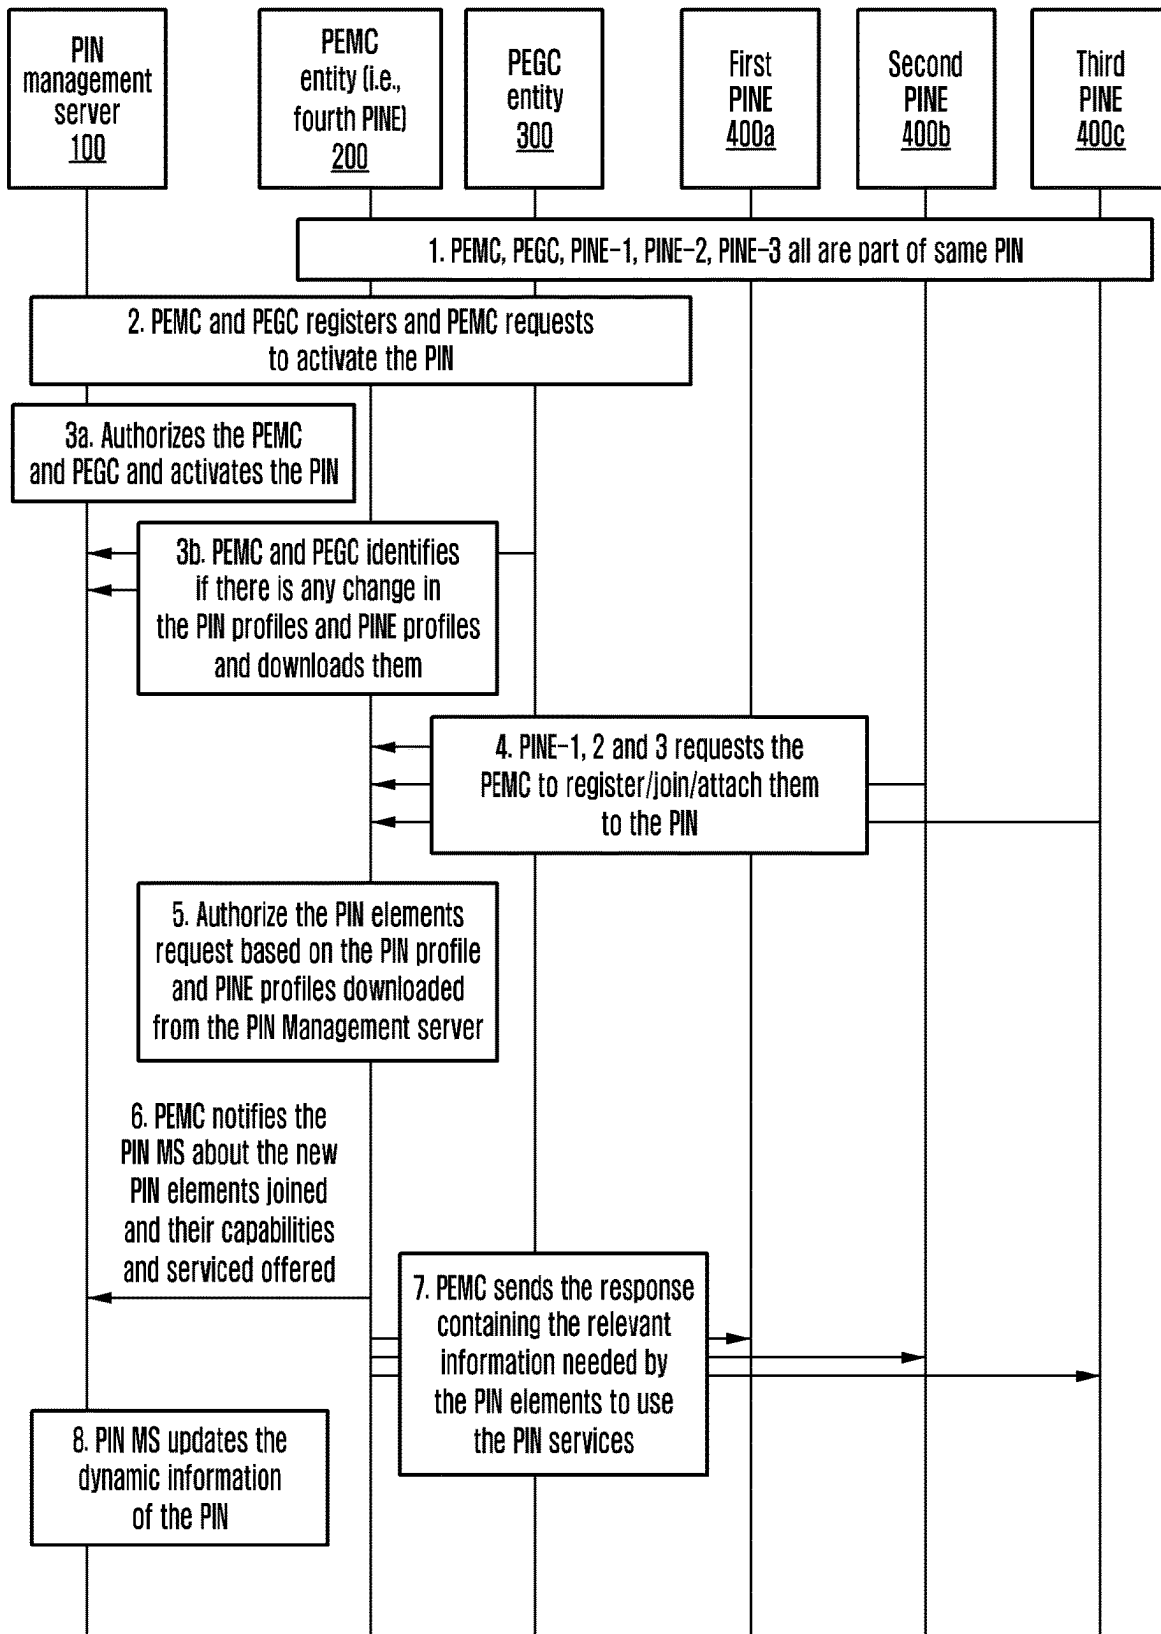 PIN
management
server
100
PEMC
entity (i.e.,
fourth PINE)
200
PEGC
entity
300
First
PINE
400a
Second
PINE
400b
Third
PINE
400c
1. PEMC, PEGC, PINE-1, PINE-2, PINE-3 all are part of same PIN
2. PEMC and PEGC registers and PEMC requests
to activate the PIN
3a. Authorizes the PEMC
and PEGC and activates the PIN
3b. PEMC and PEGC identifies
if there is any change in
the PIN profiles and PINE profiles
and downloads them
4. PINE-1, 2 and 3 requests the
PEMC to register/join/attach them
to the PIN
5. Authorize the PIN elements
request based on the PIN profile
and PINE profiles downloaded
from the PIN Management server
6. PEMC notifies the
PIN MS about the new
PIN elements joined
and their capabilities
and serviced offered
7. PEMC sends the response
containing the relevant
information needed by
the PIN elements to use
the PIN services
8. PIN MS updates the
dynamic information
of the PIN